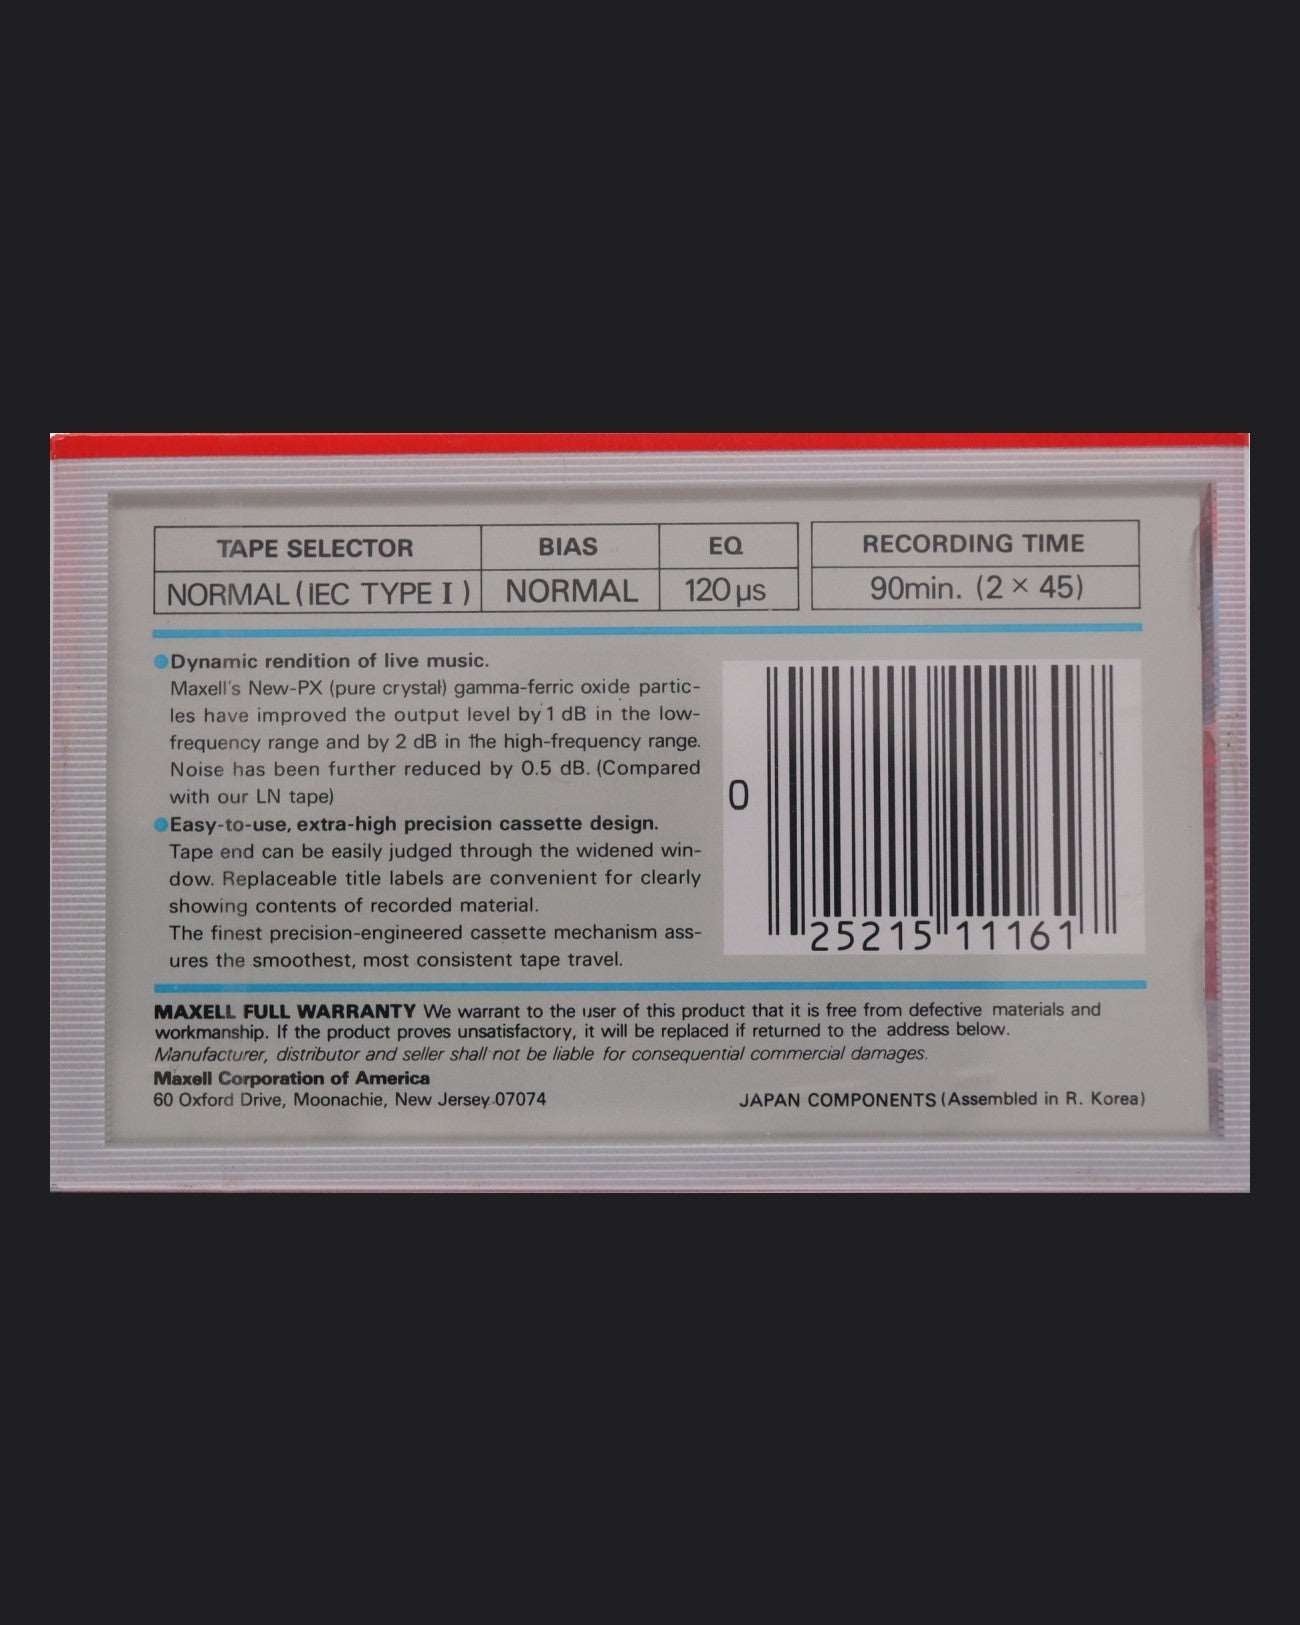 TAPE SELECTOR BIAS EQ RECORDING TIME
NORMAL (IEC TYPE I) NORMAL 120µs 90min. (2 × 45)
Dynamic rendition of live music.
Maxell's New-PX (pure crystal) gamma-ferric oxide partic-
les have improved the output level by 1 dB in the low-
frequency range and by 2 dB in the high-frequency range.
Noise has been further reduced by 0.5 dB. (Compared
with our LN tape)
Easy-to-use, extra-high precision cassette design.
Tape end can be easily judged through the widened win-
dow. Replaceable title labels are convenient for clearly
showing contents of recorded material.
The finest precision-engineered cassette mechanism ass-
ures the smoothest, most consistent tape travel.
0 25215 11161
MAXELL FULL WARRANTY We warrant to the user of this product that it is free from defective materials and
workmanship. If the product proves unsatisfactory, it will be replaced if returned to the address below.
Manufacturer, distributor and seller shall not be liable for consequential commercial damages.
Maxell Corporation of America
60 Oxford Drive, Moonachie, New Jersey 07074 JAPAN COMPONENTS (Assembled in R. Korea)